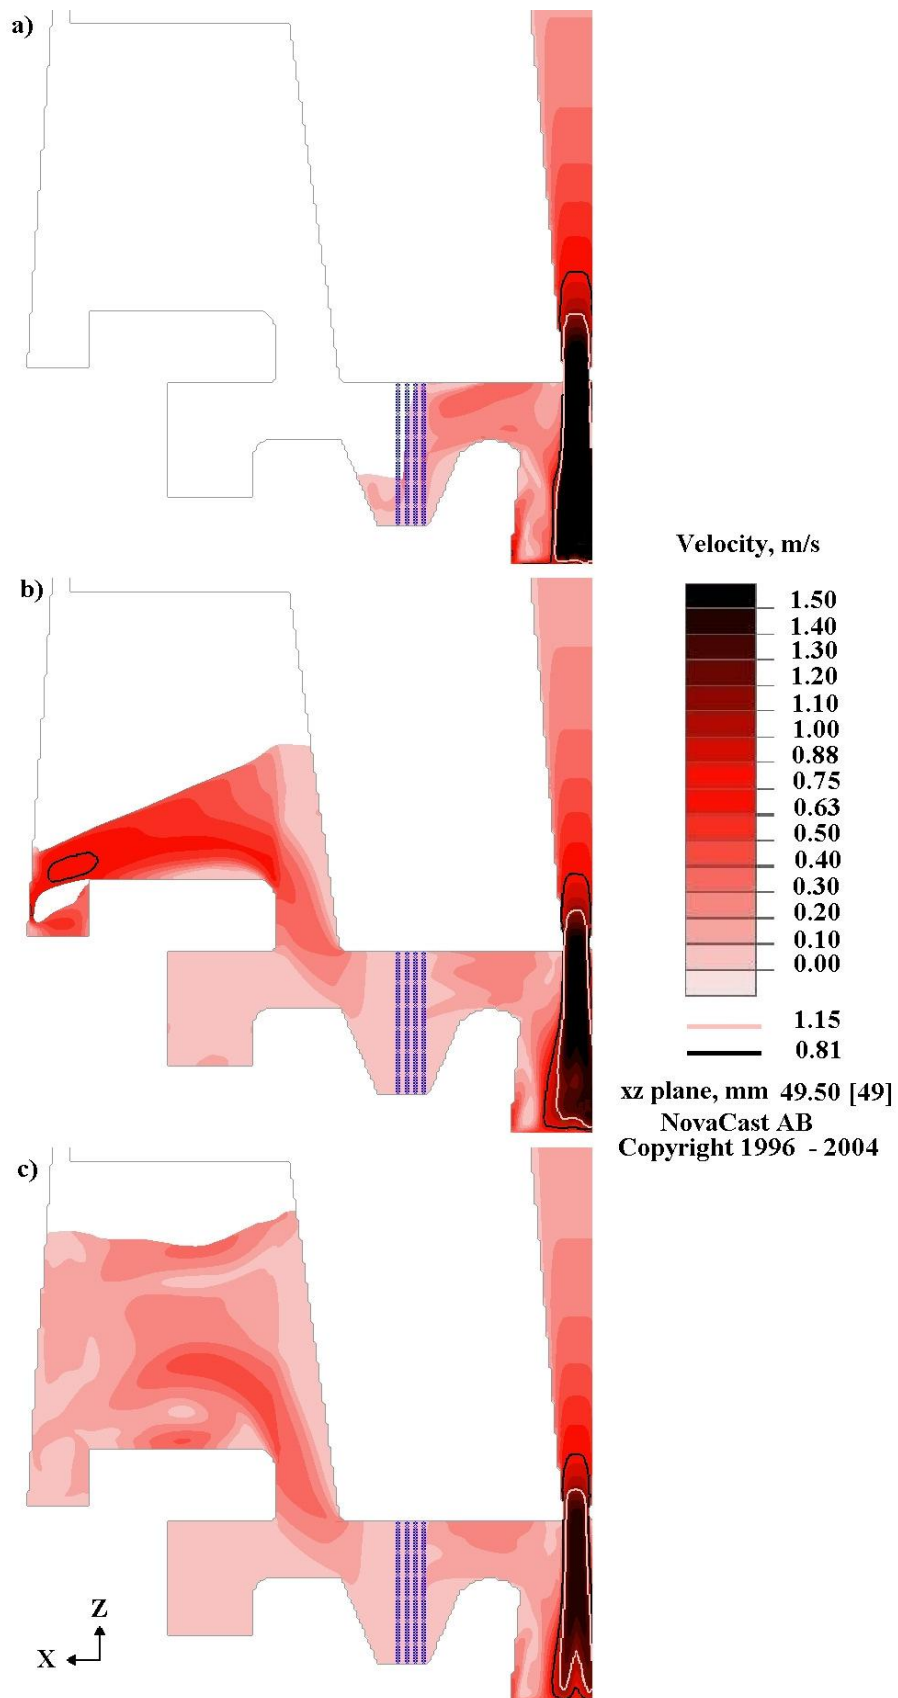 a)
b)
Velocity, m/s
1.50
1.40
1.30
1.20
1.10
1.00
0.88
0.75
0.63
0.50
0.40
0.30
0.20
0.10
0.00
1.15
0.81
xz plane, mm 49.50 [49]
NovaCast AB
Copyright 1996 - 2004
c)
Z
X